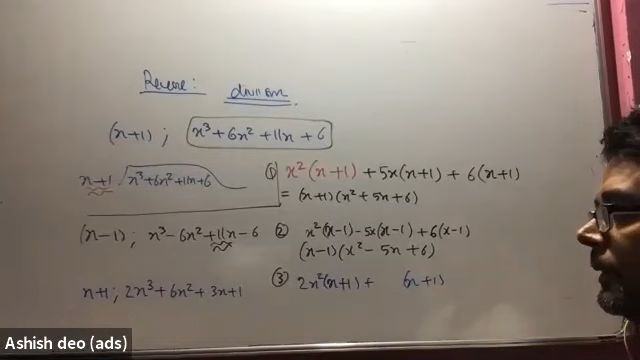 Reverse: division.
(x+1) ; x³ + 6x² + 11x + 6
x+1 ) x³+6x²+11x+6
① x²(x+1) + 5x(x+1) + 6(x+1)
= (x+1)(x² + 5x + 6)
(x-1) ; x³ - 6x² + 11x - 6
② x²(x-1) - 5x(x-1) + 6(x-1)
(x-1)(x² - 5x + 6)
x+1 ; 2x³ + 6x² + 3x + 1
③ 2x²(x+1) + 6(x+1)
Ashish deo (ads)